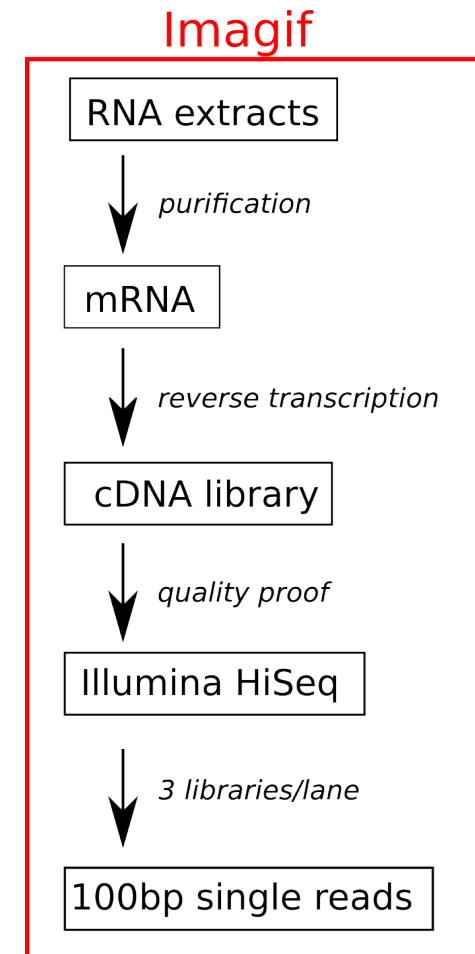 Imagif
RNA extracts
purification
mRNA
reverse transcription
cDNA library
quality proof
Illumina HiSeq
3 libraries/lane
100bp single reads